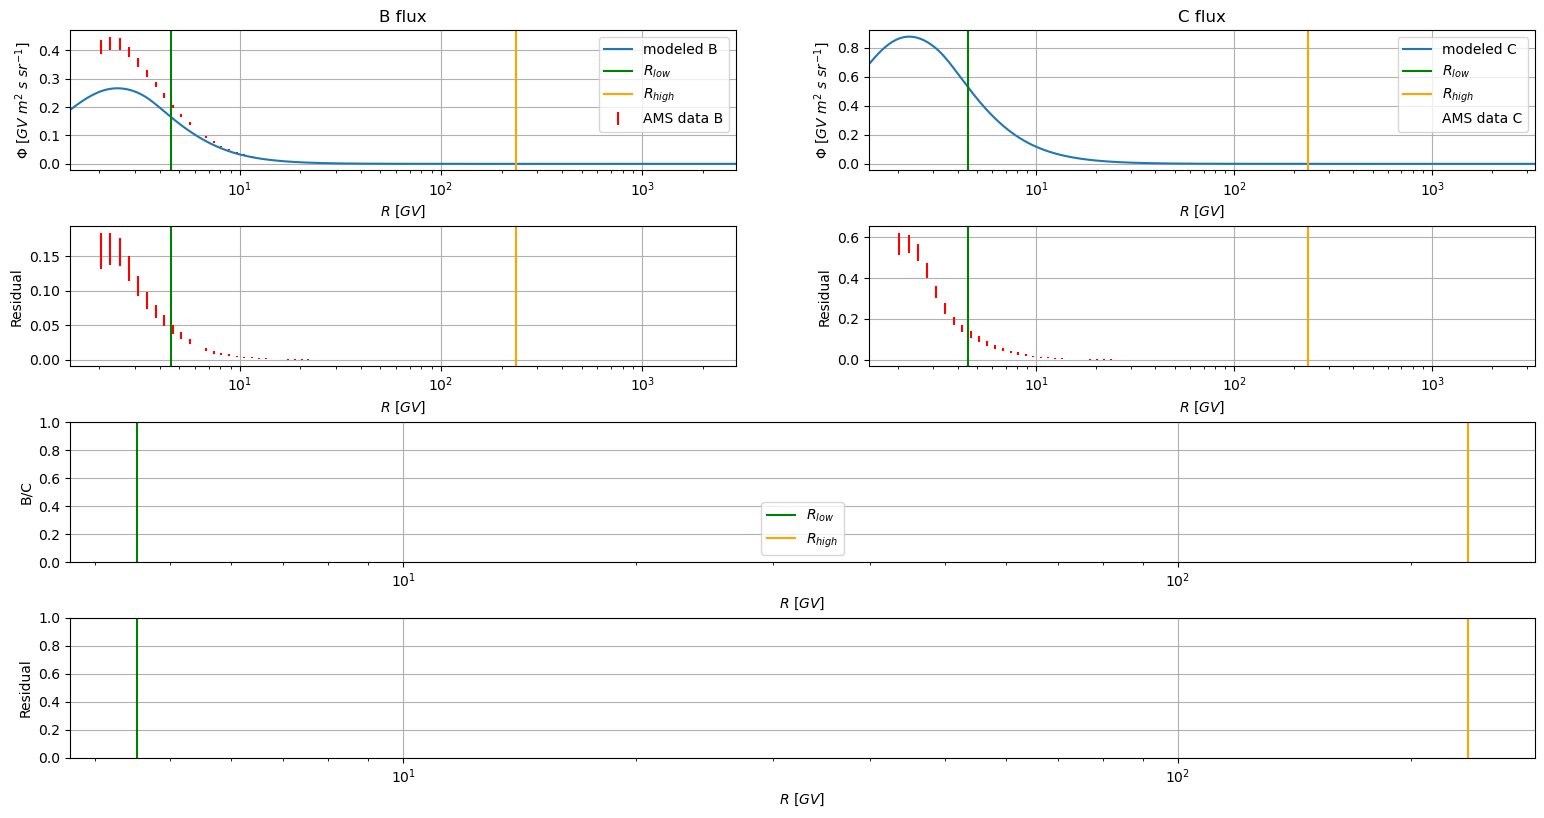 B flux
Φ [GV m² s sr⁻¹]
0.4
0.3
0.2
0.1
0.0
modeled B
R_low
R_high
AMS data B
10¹ 10² 10³
R [GV]
C flux
Φ [GV m² s sr⁻¹]
0.8
0.6
0.4
0.2
0.0
modeled C
R_low
R_high
AMS data C
10¹ 10² 10³
R [GV]
Residual
0.15
0.10
0.05
0.00
10¹ 10² 10³
R [GV]
Residual
0.6
0.4
0.2
0.0
10¹ 10² 10³
R [GV]
B/C
1.0
0.8
0.6
0.4
0.2
0.0
R_low
R_high
10¹ 10²
R [GV]
Residual
1.0
0.8
0.6
0.4
0.2
0.0
10¹ 10²
R [GV]